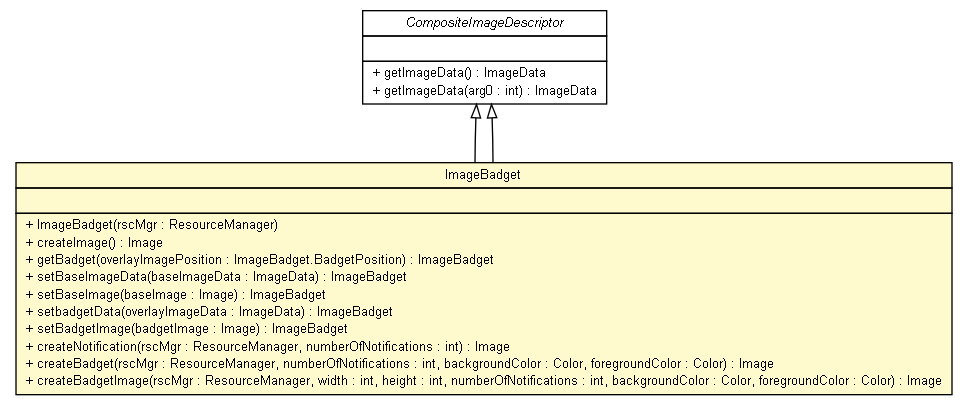 CompositeImageDescriptor
+ getImageData() : ImageData
+ getImageData(arg0 : int) : ImageData
ImageBadget
+ ImageBadget(rscMgr : ResourceManager)
+ createImage() : Image
+ getBadget(overlayImagePosition : ImageBadget.BadgetPosition) : ImageBadget
+ setBaseImageData(baseImageData : ImageData) : ImageBadget
+ setBaseImage(baseImage : Image) : ImageBadget
+ setbadgetData(overlayImageData : ImageData) : ImageBadget
+ setBadgetImage(badgetImage : Image) : ImageBadget
+ createNotification(rscMgr : ResourceManager, numberOfNotifications : int) : Image
+ createBadget(rscMgr : ResourceManager, numberOfNotifications : int, backgroundColor : Color, foregroundColor : Color) : Image
+ createBadgetImage(rscMgr : ResourceManager, width : int, height : int, numberOfNotifications : int, backgroundColor : Color, foregroundColor : Color) : Image